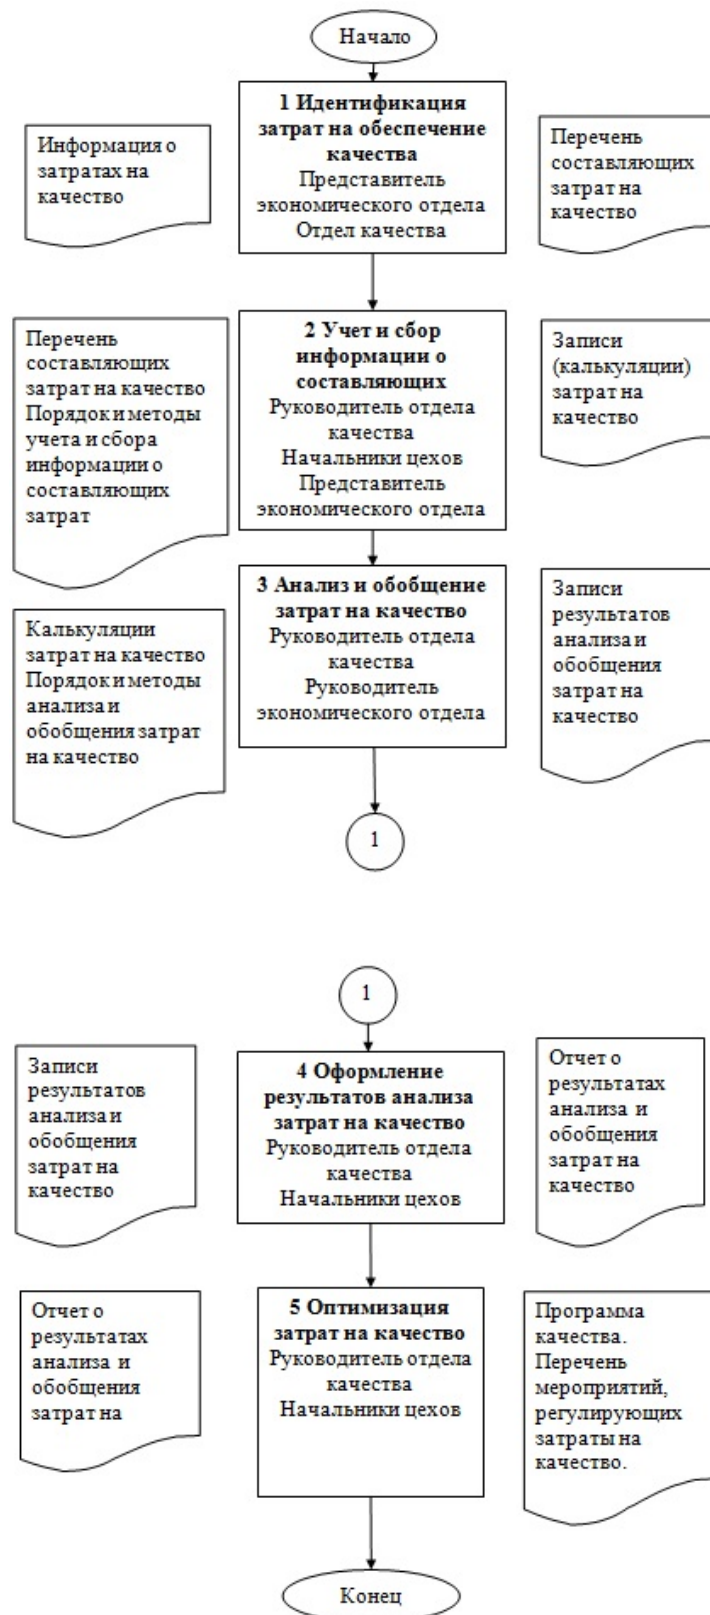 Начало
Информация о
затратах на
качество
1 Идентификация
затрат на обеспечение
качества
Представитель
экономического отдела
Отдел качества
Перечень
составляющих
затрат на
качество
Перечень
составляющих
затрат на качество
Порядок и методы
учета и сбора
информации о
составляющих
затрат
2 Учет и сбор
информации о
составляющих
Руководитель отдела
качества
Начальники цехов
Представитель
экономического отдела
Записи
(калькуляции)
затрат на
качество
Калькуляции
затрат на качество
Порядок и методы
анализа и
обобщения затрат
на качество
3 Анализ и обобщение
затрат на качество
Руководитель отдела
качества
Руководитель
экономического отдела
Записи
результатов
анализа и
обобщения
затрат на
качество
1
1
Записи
результатов
анализа и
обобщения
затрат на
качество
4 Оформление
результатов анализа
затрат на качество
Руководитель отдела
качества
Начальники цехов
Отчет о
результатах
анализа и
обобщения
затрат на
качество
Отчет о
результатах
анализа и
обобщения
затрат на
5 Оптимизация
затрат на качество
Руководитель отдела
качества
Начальники цехов
Программа
качества.
Перечень
мероприятий,
регулирующих
затраты на
качество.
Конец